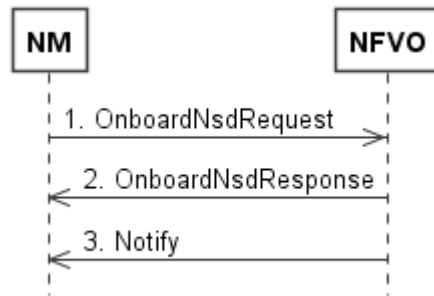 NM
NFVO
1. OnboardNsdRequest
2. OnboardNsdResponse
3. Notify